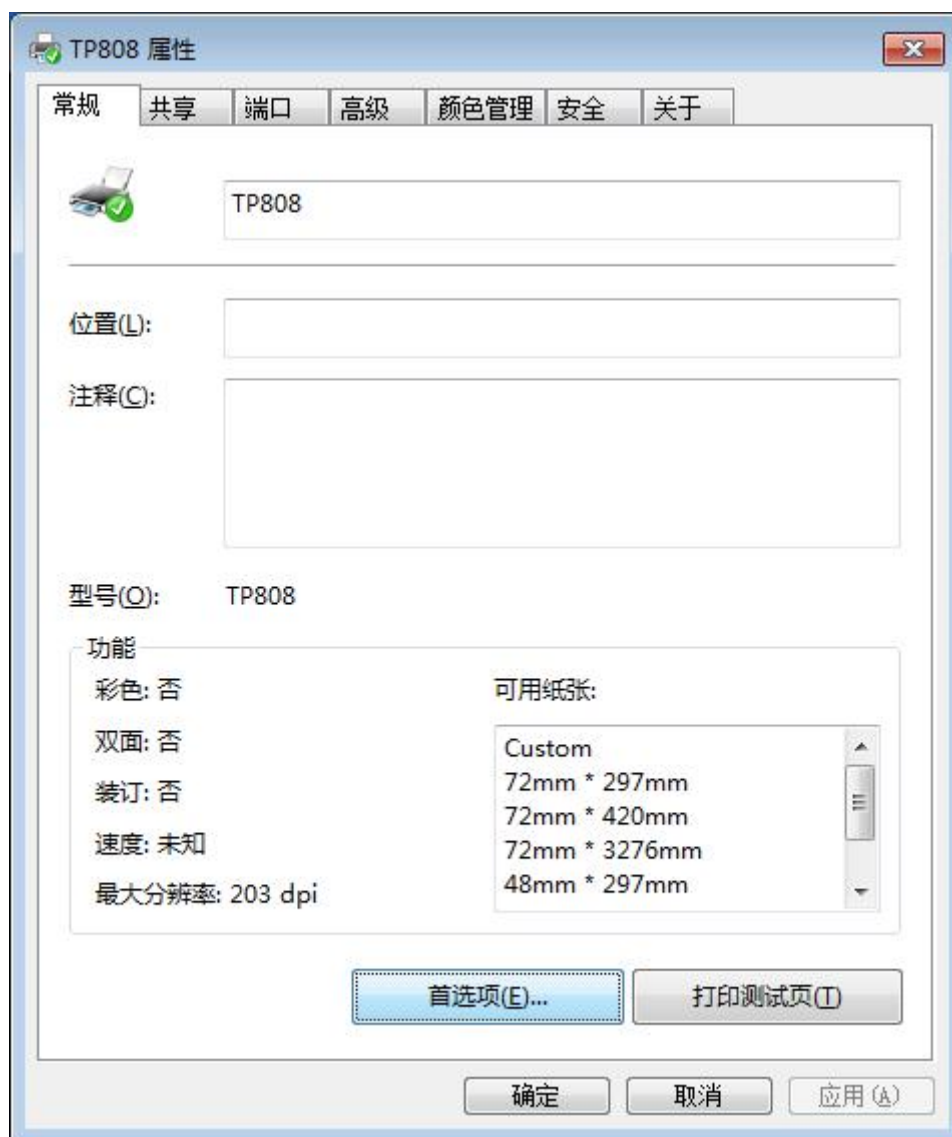 TP808 属性
常规 共享 端口 高级 颜色管理 安全 关于
TP808
位置(L):
注释(C):
型号(O): TP808
功能
彩色: 否
双面: 否
装订: 否
速度: 未知
最大分辨率: 203 dpi
可用纸张:
Custom
72mm * 297mm
72mm * 420mm
72mm * 3276mm
48mm * 297mm
首选项(E)... 打印测试页(T)
确定 取消 应用(A)